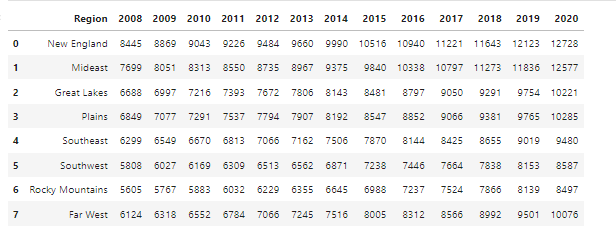 Region 2008 2009 2010 2011 2012 2013 2014 2015 2016 2017 2018 2019 2020
0 New England 8445 8869 9043 9226 9484 9660 9990 10516 10940 11221 11643 12123 12728
1 Mideast 7699 8051 8313 8550 8735 8967 9375 9840 10338 10797 11273 11836 12577
2 Great Lakes 6688 6997 7216 7393 7672 7806 8143 8481 8797 9050 9291 9754 10221
3 Plains 6849 7077 7291 7537 7794 7907 8192 8547 8852 9066 9381 9765 10285
4 Southeast 6299 6549 6670 6813 7066 7162 7506 7870 8144 8425 8655 9019 9480
5 Southwest 5808 6027 6169 6309 6513 6562 6871 7238 7446 7664 7838 8153 8587
6 Rocky Mountains 5605 5767 5883 6032 6229 6355 6645 6988 7237 7524 7866 8139 8497
7 Far West 6124 6318 6552 6784 7066 7245 7516 8005 8312 8566 8992 9501 10076